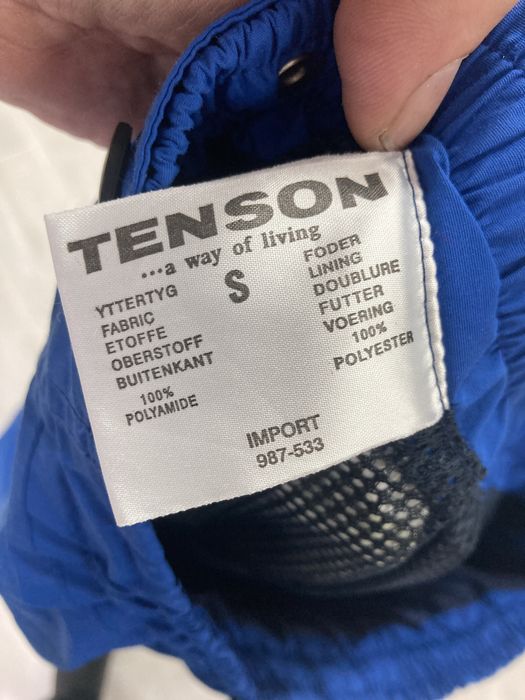 TENSON
...a way of living
S
YTTERTYG
FABRIC
ETOFFE
OBERSTOFF
BUITENKANT
100%
POLYAMIDE
FODER
LINING
DOUBLURE
FUTTER
VOERING
100%
POLYESTER
IMPORT
987-533